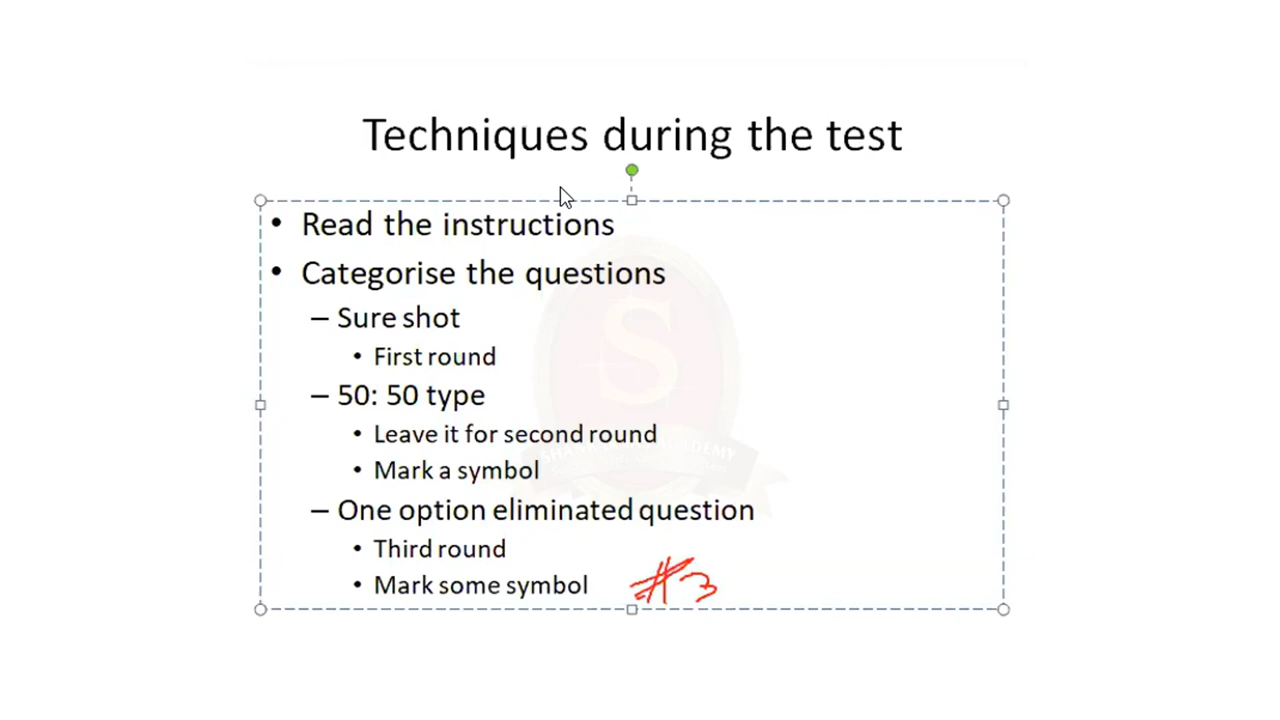 Techniques during the test
• Read the instructions
• Categorise the questions
– Sure shot
• First round
– 50: 50 type
• Leave it for second round
• Mark a symbol
– One option eliminated question
• Third round
• Mark some symbol #3